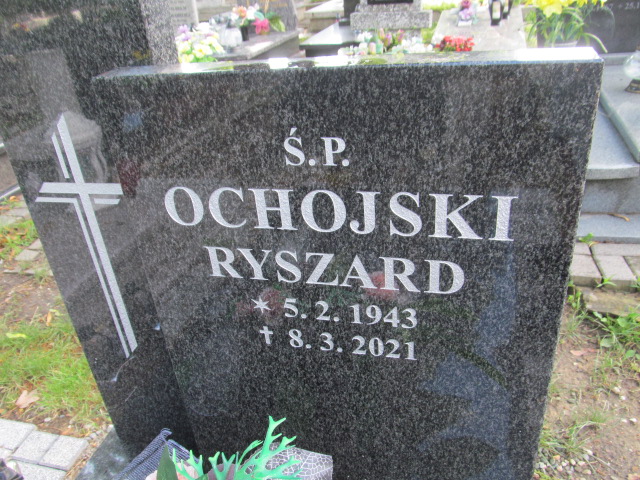 Ś.P.
OCHOJSKI
RYSZARD
✶ 5. 2. 1943
✝ 8. 3. 2021